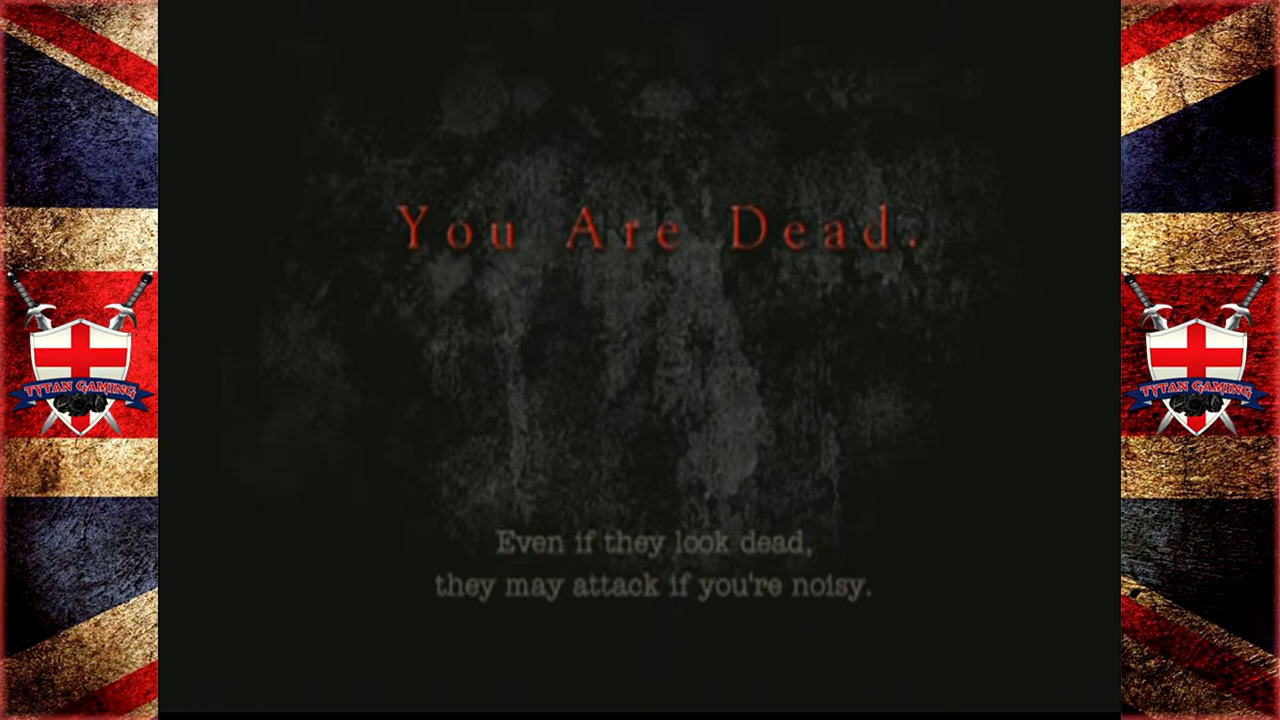 You Are Dead.
Even if they look dead,
they may attack if you're noisy.
TYTAN GAMING
TYTAN GAMING